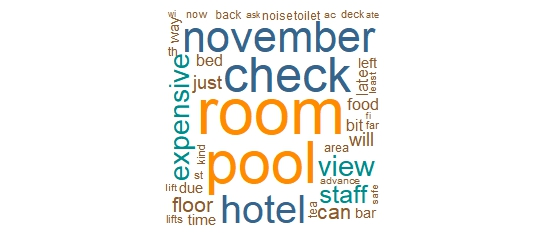 wi now back ask noise toilet ac deck ate
way november
th bed check left
expensive just late least
room food
fi
bit far
will
kind pool area
view
st advance
lift due staff safe
floor hotel tea can bar
lifts time